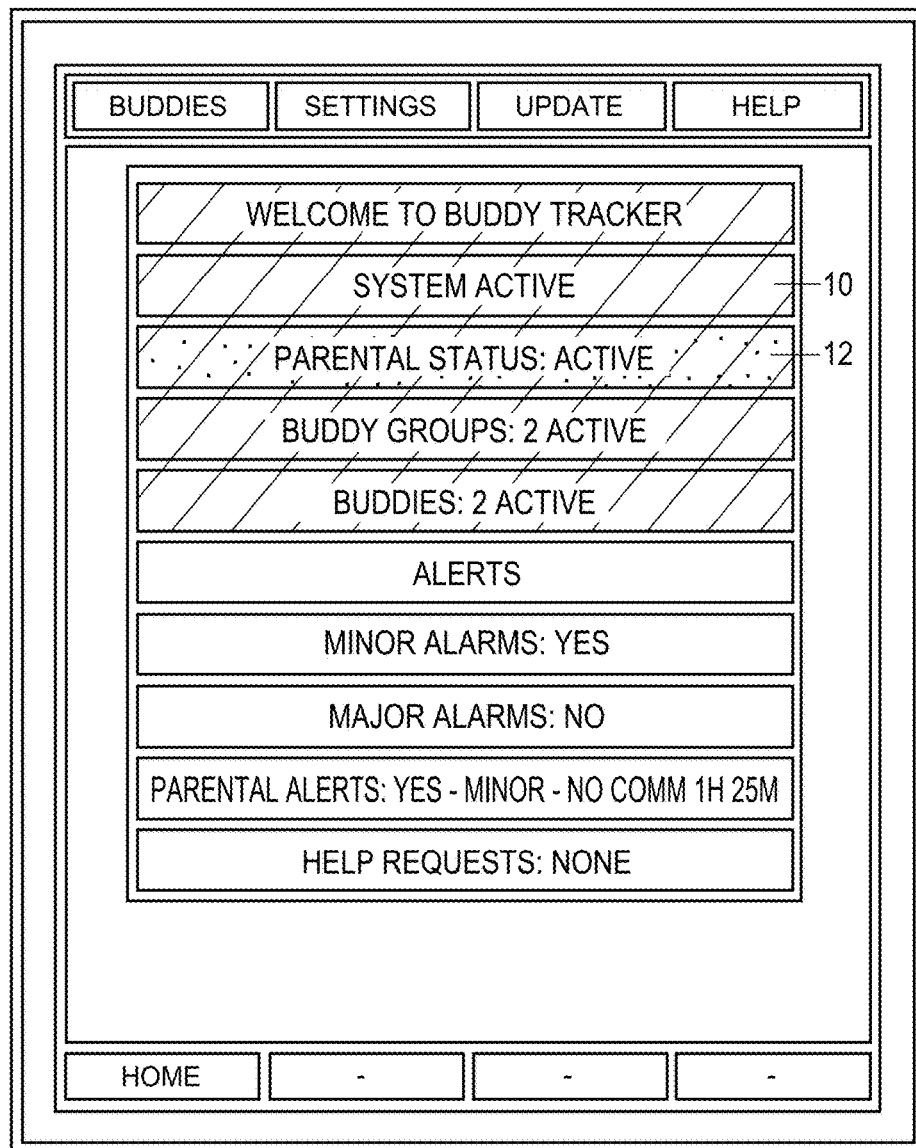 BUDDIES SETTINGS UPDATE HELP
WELCOME TO BUDDY TRACKER
SYSTEM ACTIVE 10
PARENTAL STATUS: ACTIVE 12
BUDDY GROUPS: 2 ACTIVE
BUDDIES: 2 ACTIVE
ALERTS
MINOR ALARMS: YES
MAJOR ALARMS: NO
PARENTAL ALERTS: YES - MINOR - NO COMM 1H 25M
HELP REQUESTS: NONE
HOME - - -